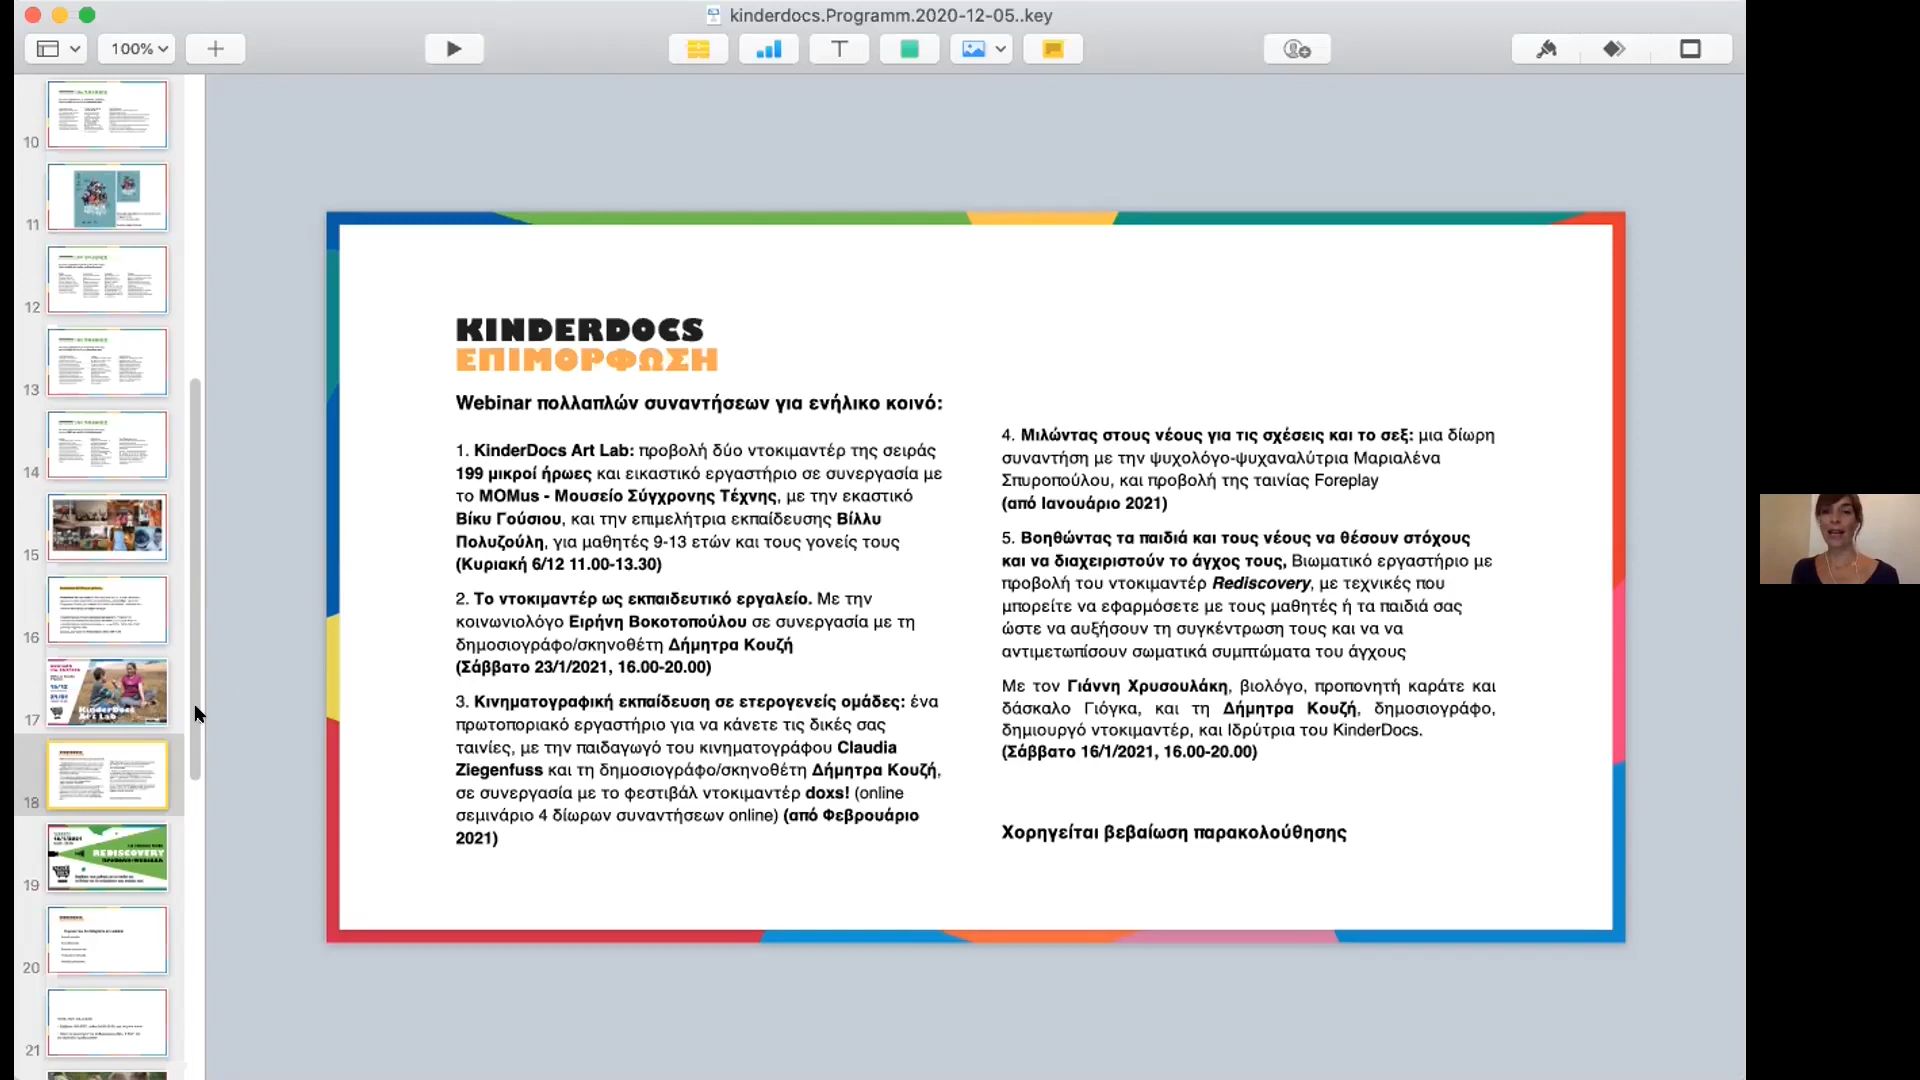 kinderdocs.Programm.2020-12-05..key
100%
10
11
12
13
14
15
16
17
KinderDocs
Art Lab
18
19
REDISCOVERY
20
21
KINDERDOCS
ΕΠΙΜΟΡΦΩΣΗ
Webinar πολλαπλών συναντήσεων για ενήλικο κοινό:
1. KinderDocs Art Lab: προβολή δύο ντοκιμαντέρ της σειράς
199 μικροί ήρωες και εικαστικό εργαστήριο σε συνεργασία με
το MOMus - Μουσείο Σύγχρονης Τέχνης, με την εκαστικό
Βίκυ Γούσιου, και την επιμελήτρια εκπαίδευσης Βίλλυ
Πολυζούλη, για μαθητές 9-13 ετών και τους γονείς τους
(Κυριακή 6/12 11.00-13.30)
2. Το ντοκιμαντέρ ως εκπαιδευτικό εργαλείο. Με την
κοινωνιολόγο Ειρήνη Βοκοτοπούλου σε συνεργασία με τη
δημοσιογράφο/σκηνοθέτη Δήμητρα Κουζή
(Σάββατο 23/1/2021, 16.00-20.00)
3. Κινηματογραφική εκπαίδευση σε ετερογενείς ομάδες: ένα
πρωτοποριακό εργαστήριο για να κάνετε τις δικές σας
ταινίες, με την παιδαγωγό του κινηματογράφου Claudia
Ziegenfuss και τη δημοσιογράφο/σκηνοθέτη Δήμητρα Κουζή,
σε συνεργασία με το φεστιβάλ ντοκιμαντέρ doxs! (online
σεμινάριο 4 δίωρων συναντήσεων online) (από Φεβρουάριο
2021)
4. Μιλώντας στους νέους για τις σχέσεις και το σεξ: μια δίωρη
συναντήση με την ψυχολόγο-ψυχαναλύτρια Μαριαλένα
Σπυροπούλου, και προβολή της ταινίας Foreplay
(από Ιανουάριο 2021)
5. Βοηθώντας τα παιδιά και τους νέους να θέσουν στόχους
και να διαχειριστούν το άγχος τους, Βιωματικό εργαστήριο με
προβολή του ντοκιμαντέρ Rediscovery, με τεχνικές που
μπορείτε να εφαρμόσετε με τους μαθητές ή τα παιδιά σας
ώστε να αυξήσουν τη συγκέντρωση τους και να να
αντιμετωπίσουν σωματικά συμπτώματα του άγχους
Με τον Γιάννη Χρυσουλάκη, βιολόγο, προπονητή καράτε και
δάσκαλο Γιόγκα, και τη Δήμητρα Κουζή, δημοσιογράφο,
δημιουργό ντοκιμαντέρ, και Ιδρύτρια του KinderDocs.
(Σάββατο 16/1/2021, 16.00-20.00)
Χορηγείται βεβαίωση παρακολούθησης